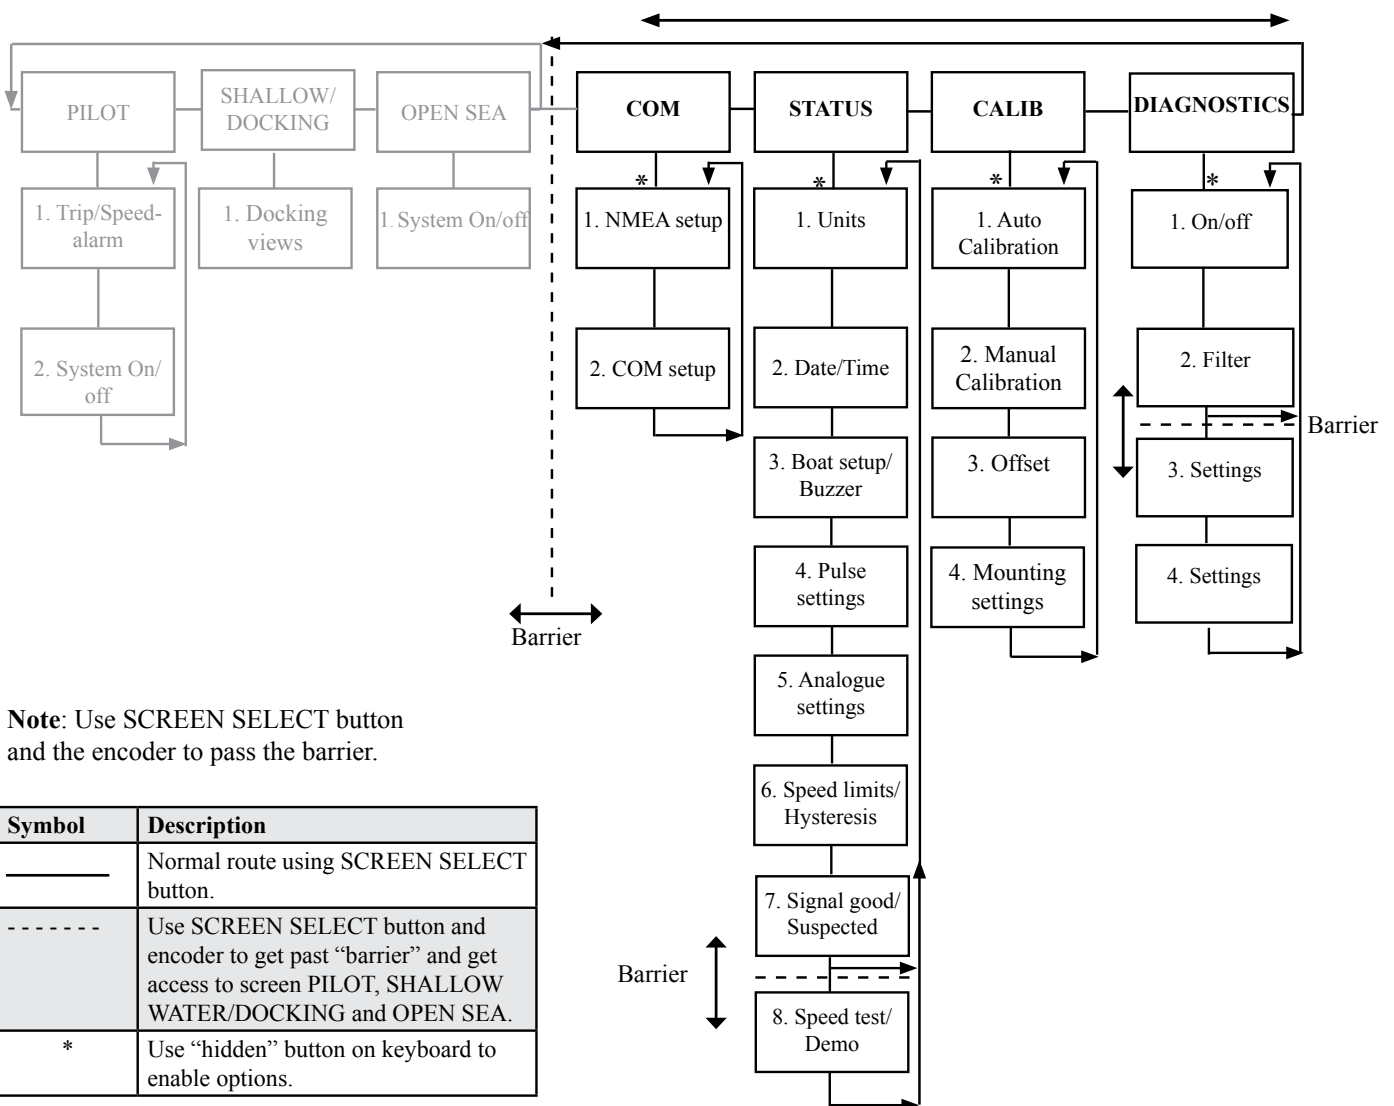 PILOT
SHALLOW/
DOCKING
OPEN SEA
COM
STATUS
CALIB
DIAGNOSTICS
*
*
*
*
1. Trip/Speed-
alarm
1. Docking
views
1. System On/off
1. NMEA setup
1. Units
1. Auto
Calibration
1. On/off
2. System On/
off
2. COM setup
2. Date/Time
2. Manual
Calibration
2. Filter
Barrier
3. Boat setup/
Buzzer
3. Offset
3. Settings
4. Pulse
settings
4. Mounting
settings
4. Settings
Barrier
5. Analogue
settings
6. Speed limits/
Hysteresis
7. Signal good/
Suspected
Barrier
8. Speed test/
Demo
Note: Use SCREEN SELECT button
and the encoder to pass the barrier.
Symbol Description
Normal route using SCREEN SELECT
button.
- - - - - - - Use SCREEN SELECT button and
encoder to get past “barrier” and get
access to screen PILOT, SHALLOW
WATER/DOCKING and OPEN SEA.
* Use “hidden” button on keyboard to
enable options.